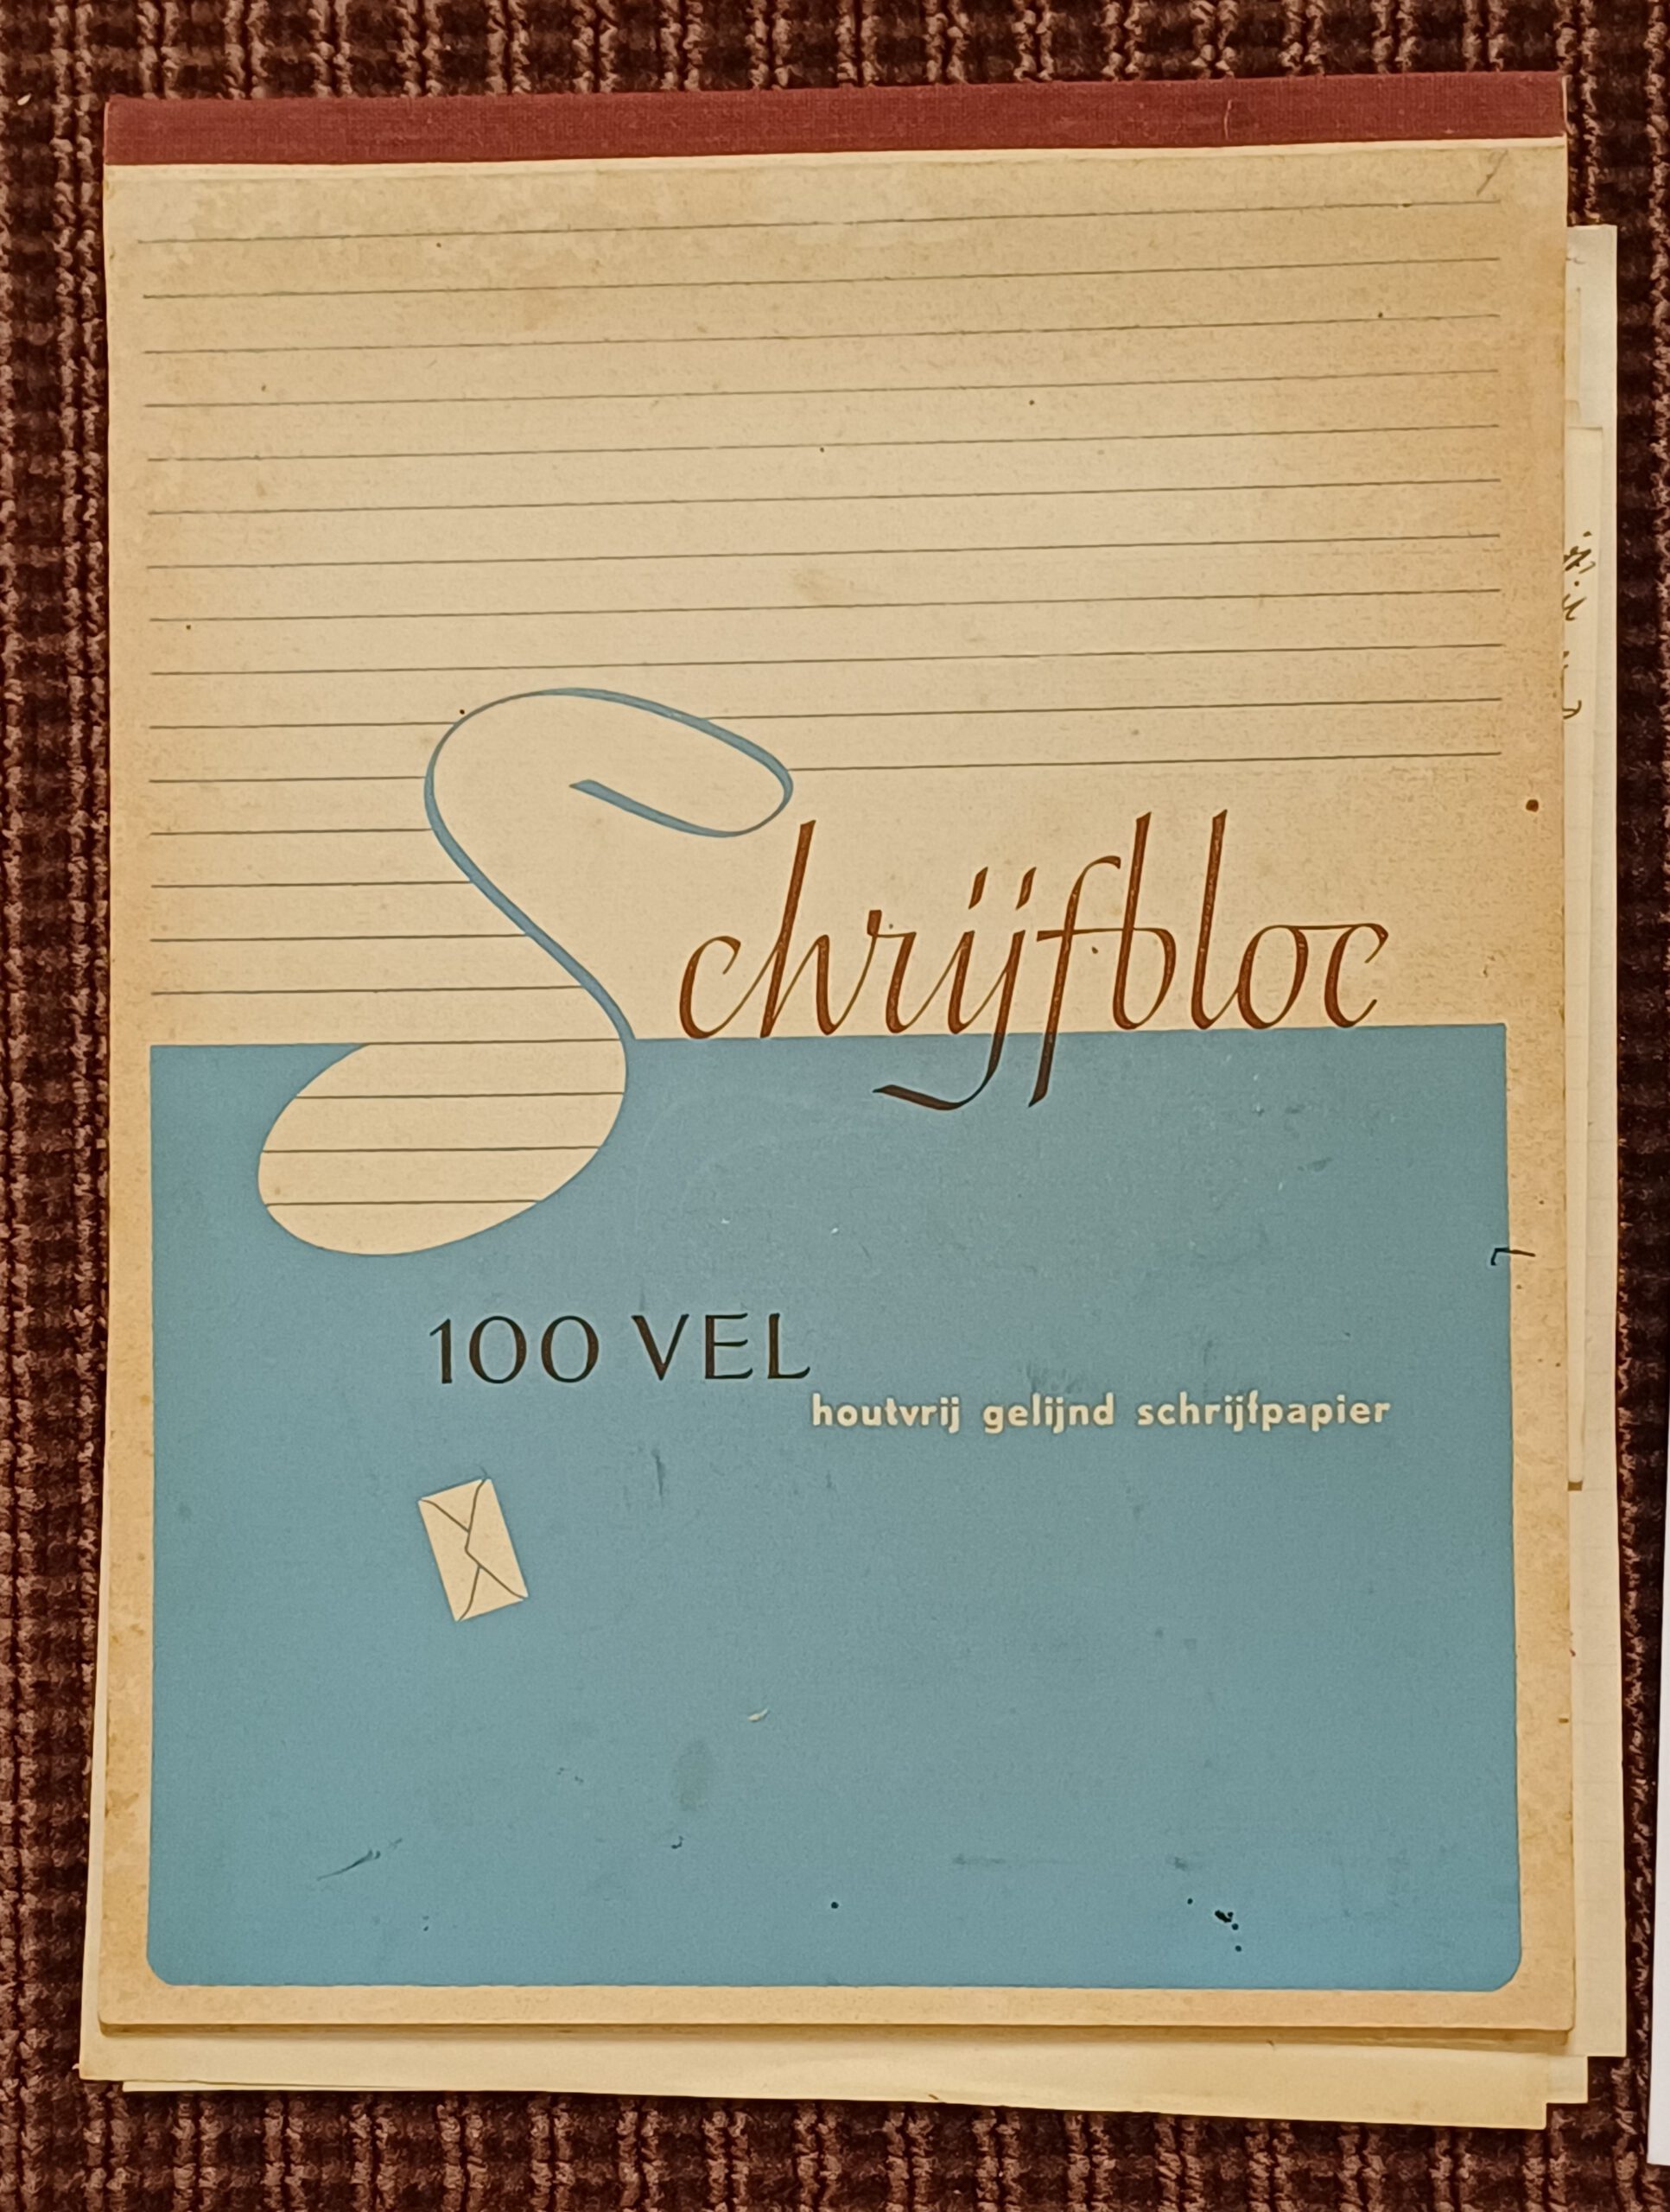 Schrijfbloc
100 VEL
houtvrij gelijnd schrijfpapier